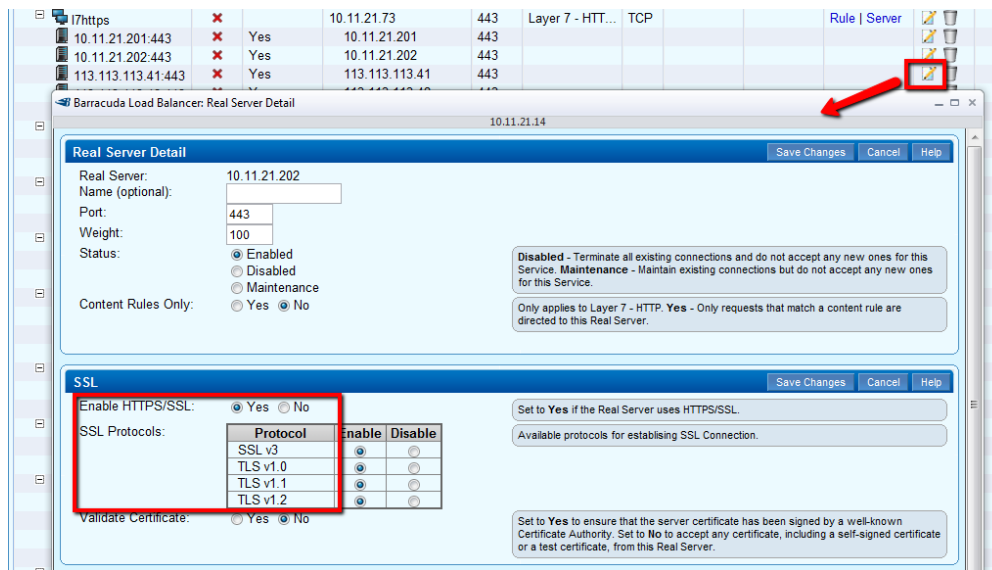 l7https 10.11.21.73 443 Layer 7 - HTT... TCP Rule | Server
10.11.21.201:443 Yes 10.11.21.201 443
10.11.21.202:443 Yes 10.11.21.202 443
113.113.113.41:443 Yes 113.113.113.41 443
Barracuda Load Balancer: Real Server Detail
10.11.21.14
Real Server Detail Save Changes Cancel Help
Real Server: 10.11.21.202
Name (optional):
Port: 443
Weight: 100
Status: Enabled
Disabled
Maintenance
Disabled - Terminate all existing connections and do not accept any new ones for this
Service. Maintenance - Maintain existing connections but do not accept any new ones
for this Service.
Content Rules Only: Yes No
Only applies to Layer 7 - HTTP. Yes - Only requests that match a content rule are
directed to this Real Server.
SSL Save Changes Cancel Help
Enable HTTPS/SSL: Yes No
Set to Yes if the Real Server uses HTTPS/SSL.
SSL Protocols:
Available protocols for establising SSL Connection.
Protocol Enable Disable
SSL v3
TLS v1.0
TLS v1.1
TLS v1.2
Validate Certificate: Yes No
Set to Yes to ensure that the server certificate has been signed by a well-known
Certificate Authority. Set to No to accept any certificate, including a self-signed certificate
or a test certificate, from this Real Server.